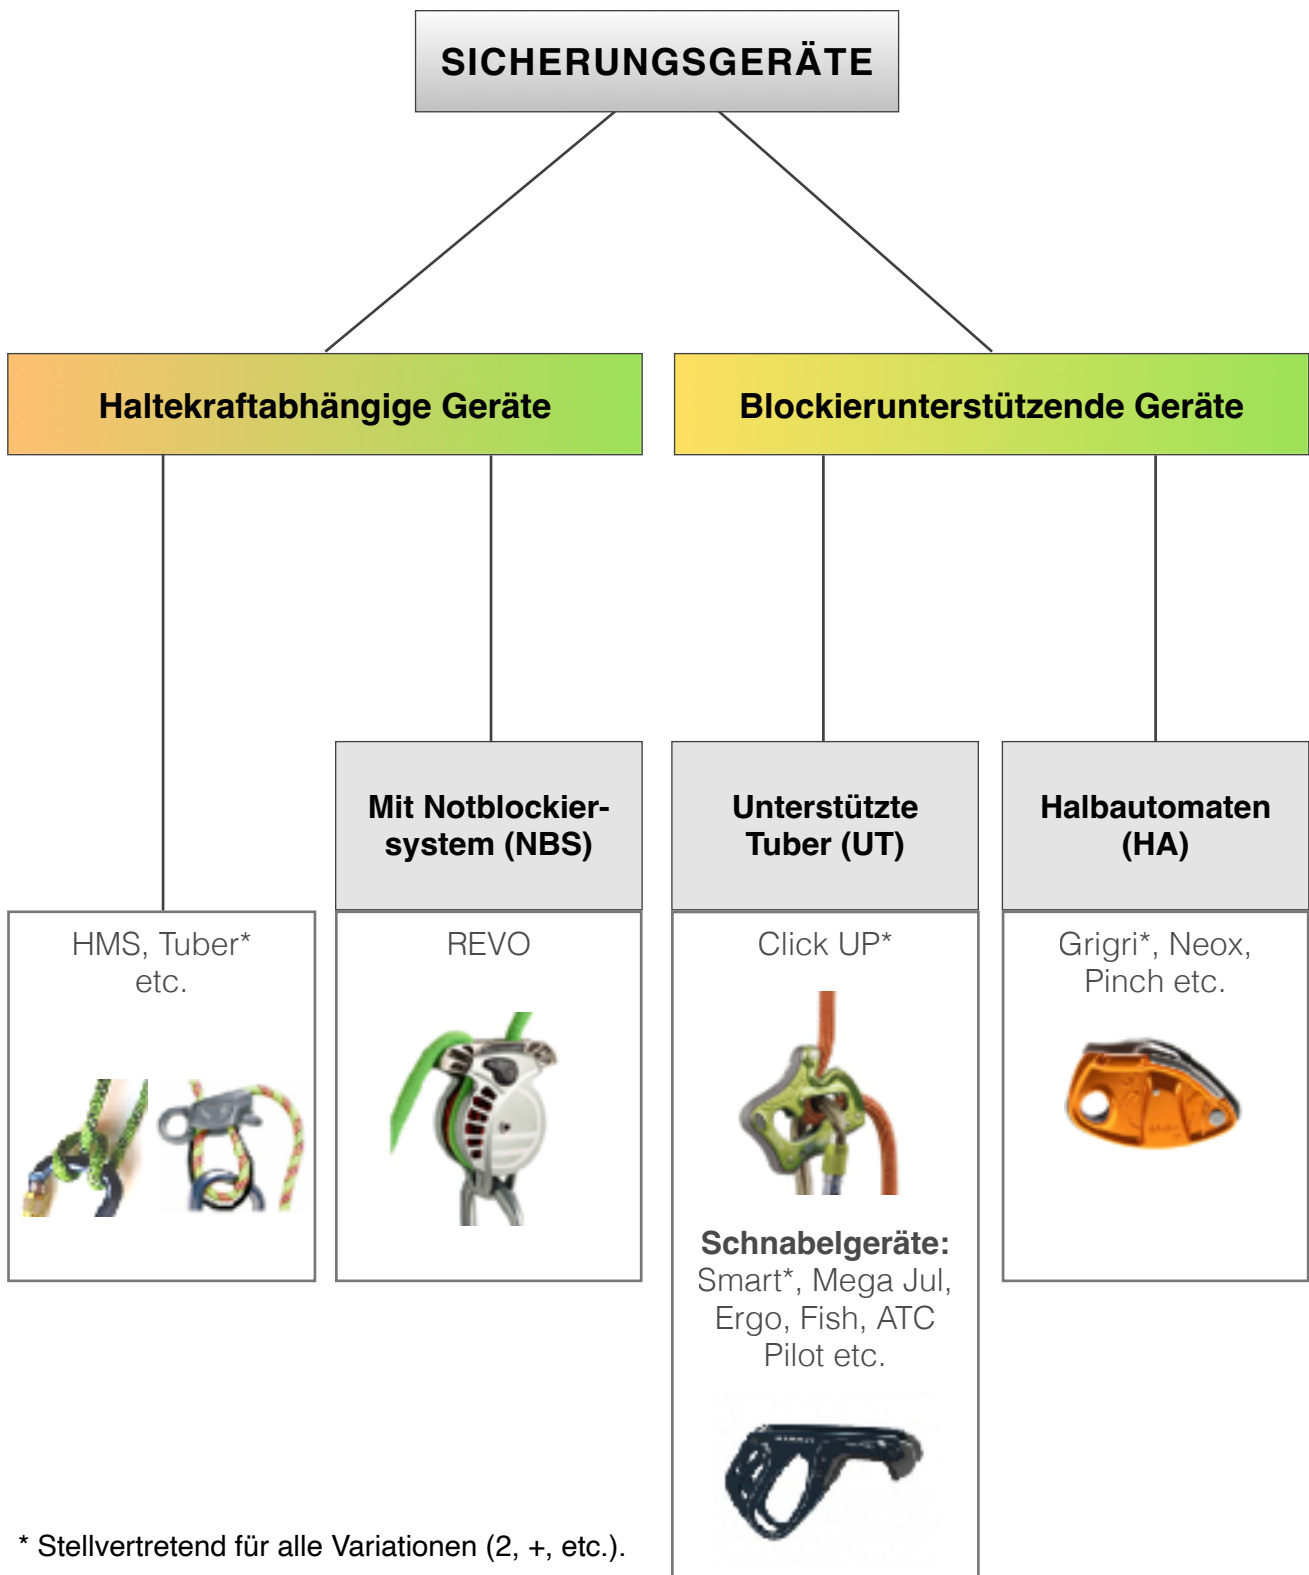 SICHERUNGSGERÄTE
Haltekraftabhängige Geräte
Blockierunterstützende Geräte
Mit Notblockier-
system (NBS)
Unterstützte
Tuber (UT)
Halbautomaten
(HA)
HMS, Tuber*
etc.
REVO
Click UP*
Grigri*, Neox,
Pinch etc.
Schnabelgeräte:
Smart*, Mega Jul,
Ergo, Fish, ATC
Pilot etc.
* Stellvertretend für alle Variationen (2, +, etc.).